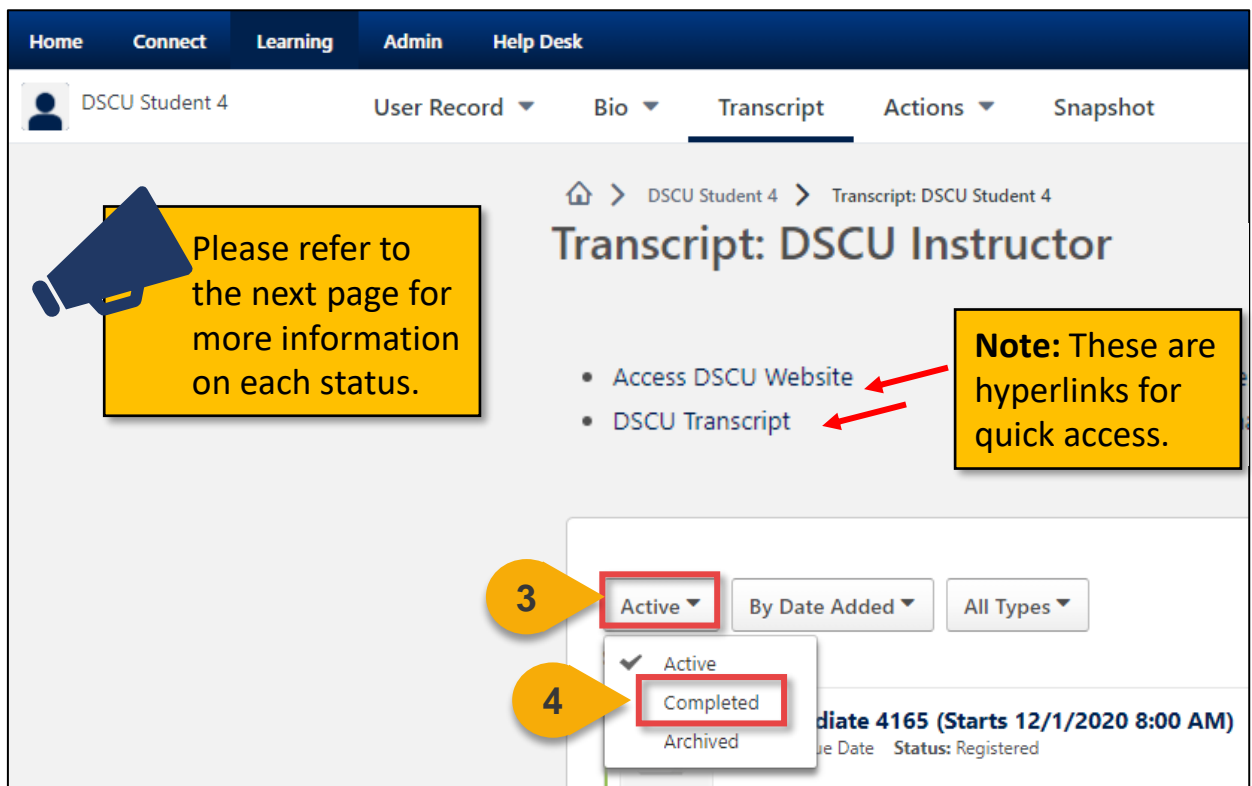 Home Connect Learning Admin Help Desk
DSCU Student 4 User Record Bio Transcript Actions Snapshot
DSCU Student 4 Transcript: DSCU Student 4
Transcript: DSCU Instructor
Please refer to
the next page for
more information
on each status.
Access DSCU Website
DSCU Transcript
Note: These are
hyperlinks for
quick access.
3
Active By Date Added All Types
Active
4
Completed
Archived
diate 4165 (Starts 12/1/2020 8:00 AM)
ue Date Status: Registered